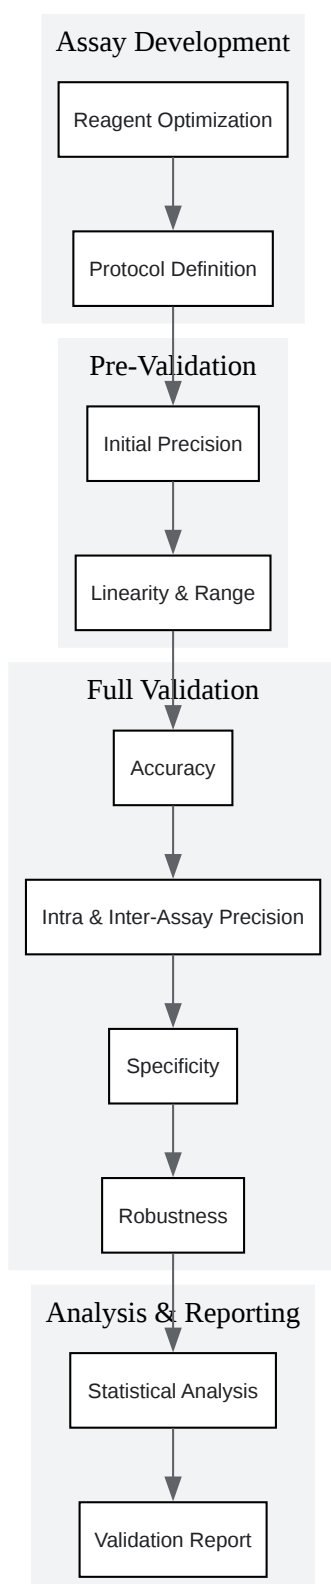 Assay Development
Reagent Optimization
Protocol Definition
Pre-Validation
Initial Precision
Linearity & Range
Full Validation
Accuracy
Intra & Inter-Assay Precision
Specificity
Robustness
Analysis & Reporting
Statistical Analysis
Validation Report